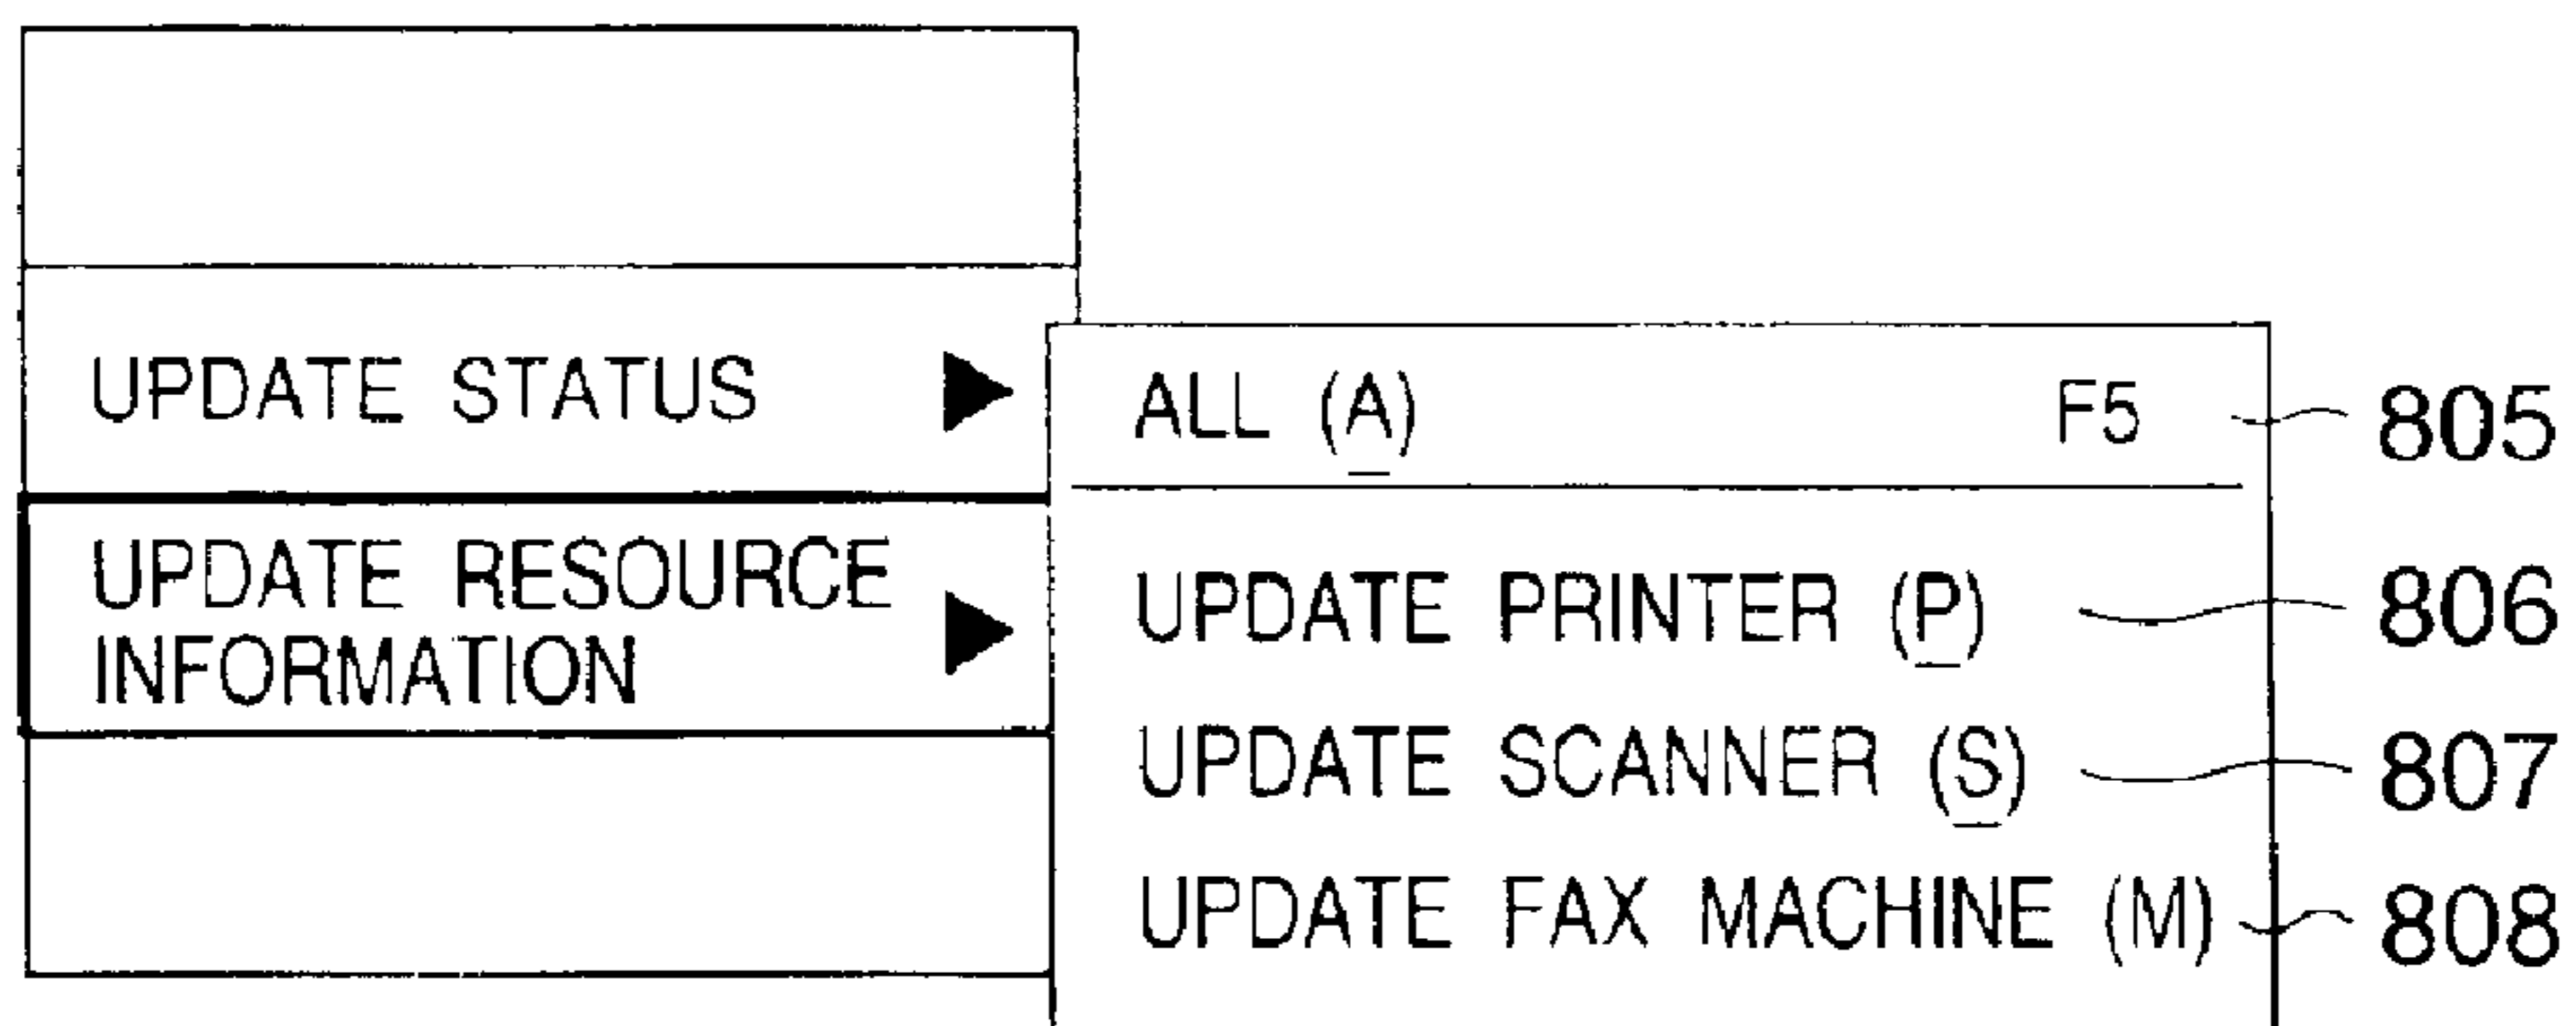 UPDATE STATUS ▶
ALL (A) F5 805
UPDATE RESOURCE
INFORMATION ▶
UPDATE PRINTER (P) 806
UPDATE SCANNER (S) 807
UPDATE FAX MACHINE (M) 808